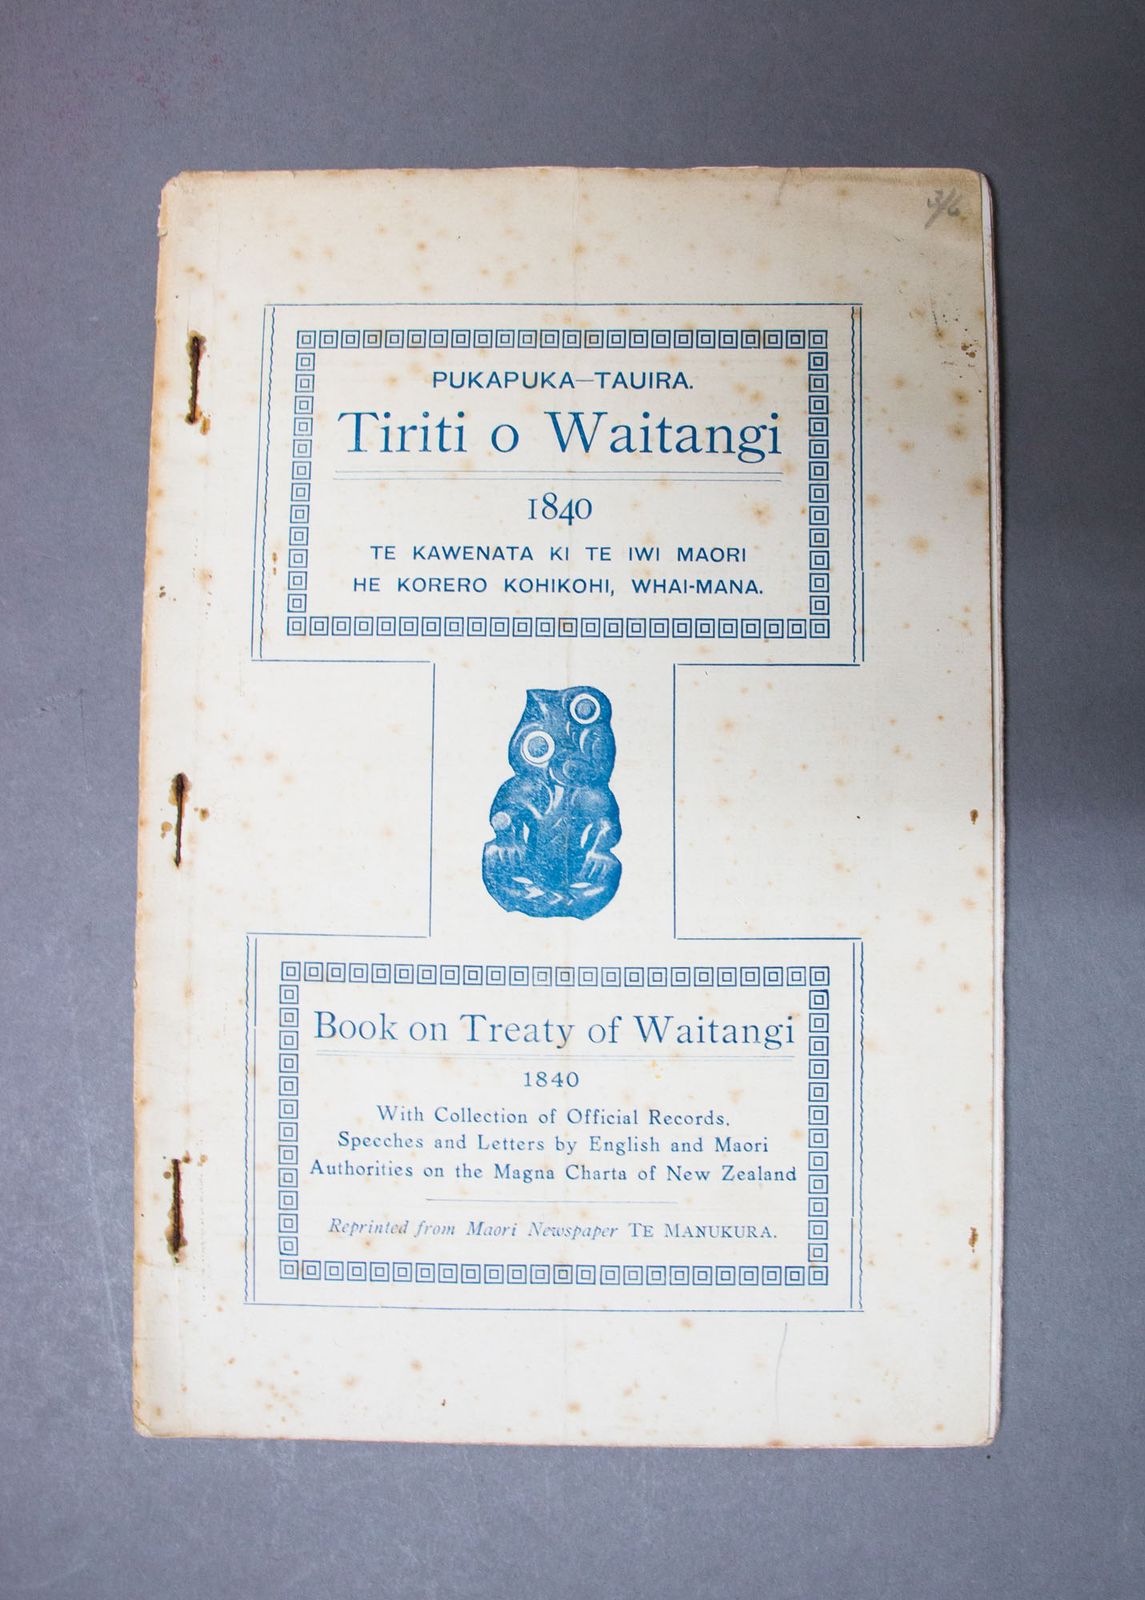 3/6
PUKAPUKA—TAUIRA.
Tiriti o Waitangi
1840
TE KAWENATA KI TE IWI MAORI
HE KORERO KOHIKOHI, WHAI-MANA.
Book on Treaty of Waitangi
1840
With Collection of Official Records,
Speeches and Letters by English and Maori
Authorities on the Magna Charta of New Zealand
Reprinted from Maori Newspaper TE MANUKURA.